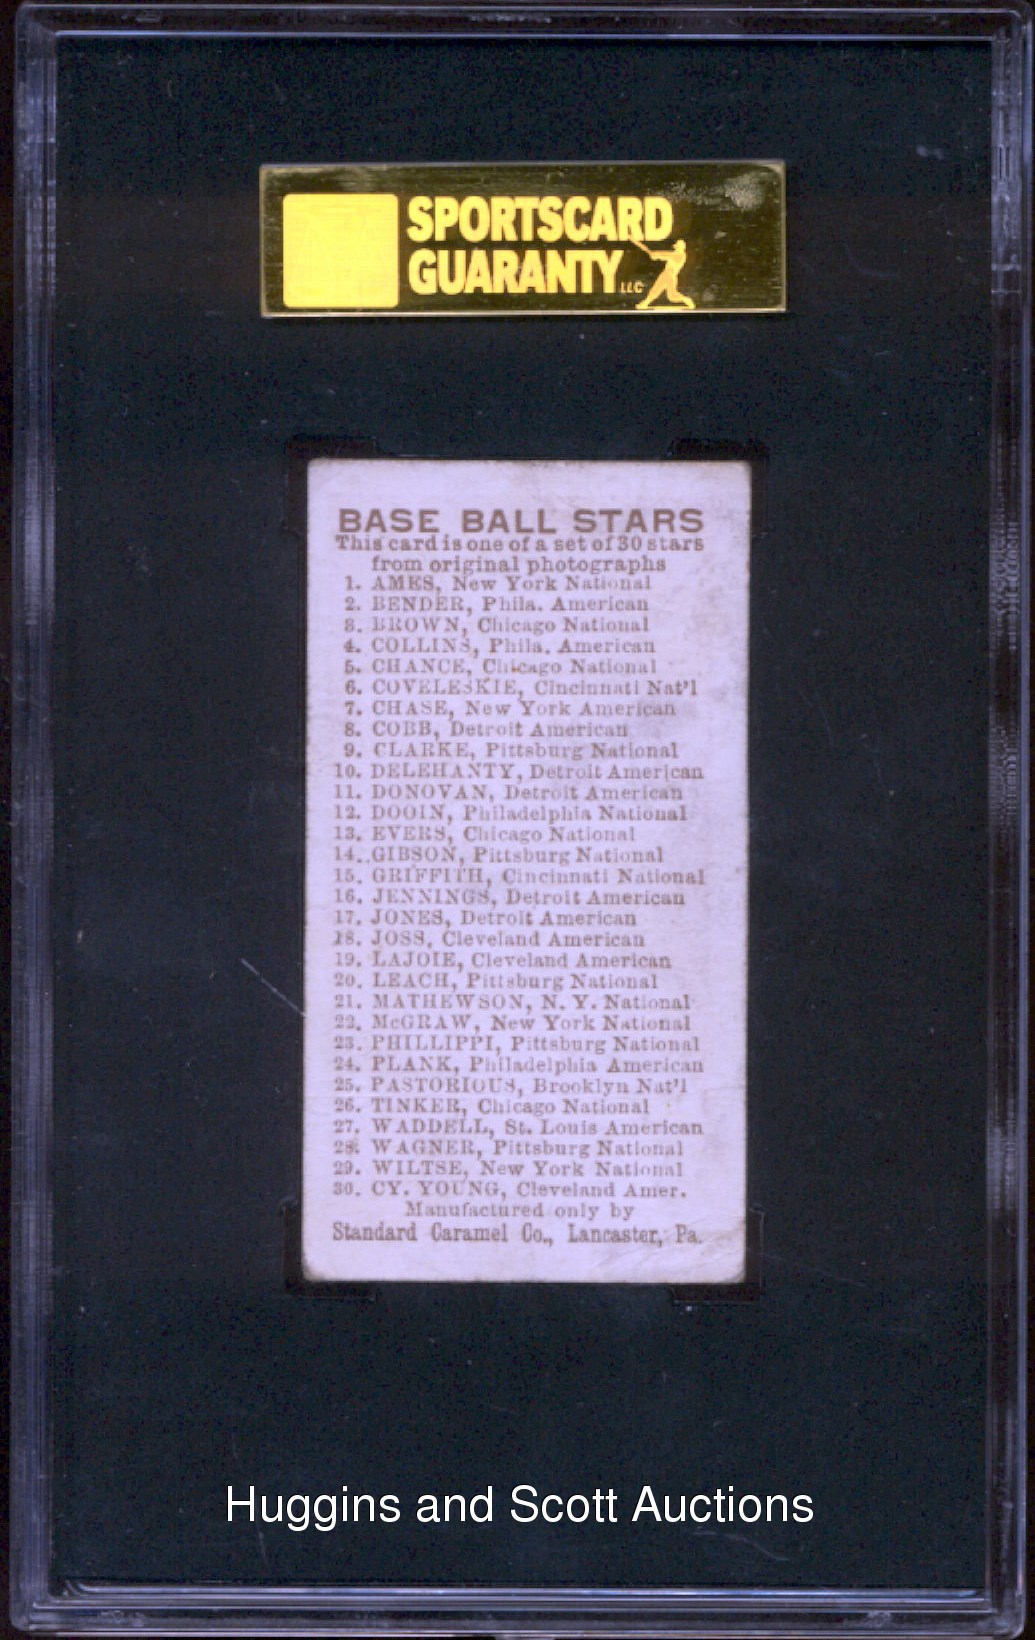 SPORTSCARD
GUARANTY LLC
BASE BALL STARS
This card is one of a set of 30 stars
from original photographs
1. AMES, New York National
2. BENDER, Phila. American
3. BROWN, Chicago National
4. COLLINS, Phila. American
5. CHANCE, Chicago National
6. COVELESKIE, Cincinnati Nat'l
7. CHASE, New York American
8. COBB, Detroit American
9. CLARKE, Pittsburg National
10. DELEHANTY, Detroit American
11. DONOVAN, Detroit American
12. DOOIN, Philadelphia National
13. EVERS, Chicago National
14. GIBSON, Pittsburg National
15. GRIFFITH, Cincinnati National
16. JENNINGS, Detroit American
17. JONES, Detroit American
18. JOSS, Cleveland American
19. LAJOIE, Cleveland American
20. LEACH, Pittsburg National
21. MATHEWSON, N. Y. National
22. McGRAW, New York National
23. PHILLIPPI, Pittsburg National
24. PLANK, Philadelphia American
25. PASTORIOUS, Brooklyn Nat'l
26. TINKER, Chicago National
27. WADDELL, St. Louis American
28. WAGNER, Pittsburg National
29. WILTSE, New York National
30. CY. YOUNG, Cleveland Amer.
Manufactured only by
Standard Caramel Co., Lancaster, Pa.
Huggins and Scott Auctions